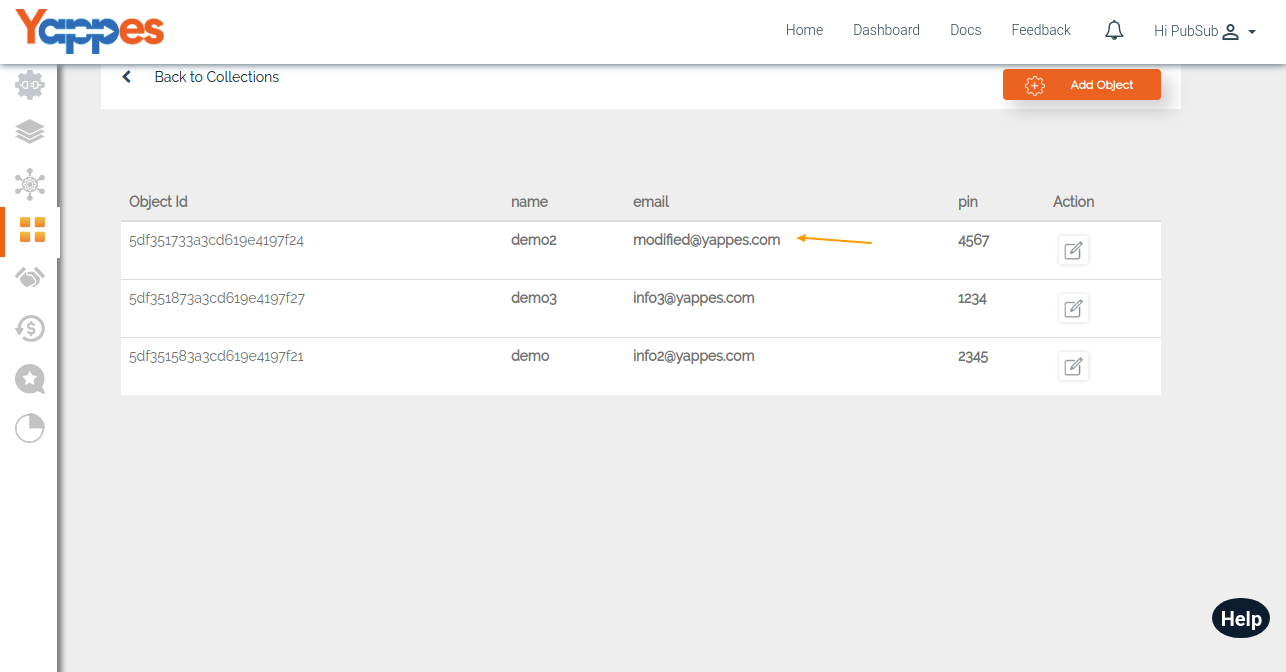 Yappes
Home Dashboard Docs Feedback Hi PubSub
Back to Collections
Add Object
Object Id name email pin Action
5df351733a3cd619e4197f24 demo2 modified@yappes.com 4567
5df351873a3cd619e4197f27 demo3 info3@yappes.com 1234
5df351583a3cd619e4197f21 demo info2@yappes.com 2345
Help